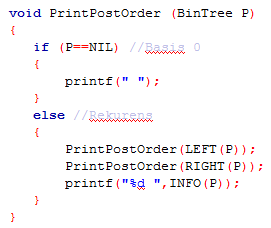 void PrintPostOrder (BinTree P)
{
if (P==NIL) //Basis 0
{
printf(" ");
}
else //Rekurens
{
PrintPostOrder(LEFT(P));
PrintPostOrder(RIGHT(P));
printf("%d ",INFO(P));
}
}